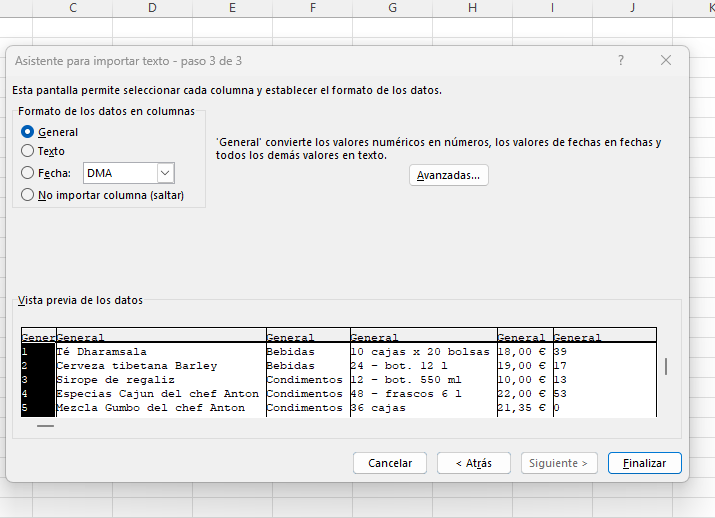 C D E F G H I J K
Asistente para importar texto - paso 3 de 3 ? ×
Esta pantalla permite seleccionar cada columna y establecer el formato de los datos.
Formato de los datos en columnas
General
Texto
Fecha: DMA
No importar columna (saltar)
'General' convierte los valores numéricos en números, los valores de fechas en fechas y
todos los demás valores en texto.
Avanzadas...
Vista previa de los datos
Gener General General General General General
1 Té Dharamsala Bebidas 10 cajas x 20 bolsas 18,00 € 39
2 Cerveza tibetana Barley Bebidas 24 - bot. 12 l 19,00 € 17
3 Sirope de regaliz Condimentos 12 - bot. 550 ml 10,00 € 13
4 Especias Cajun del chef Anton Condimentos 48 - frascos 6 l 22,00 € 53
5 Mezcla Gumbo del chef Anton Condimentos 36 cajas 21,35 € 0
Cancelar < Atrás Siguiente > Finalizar